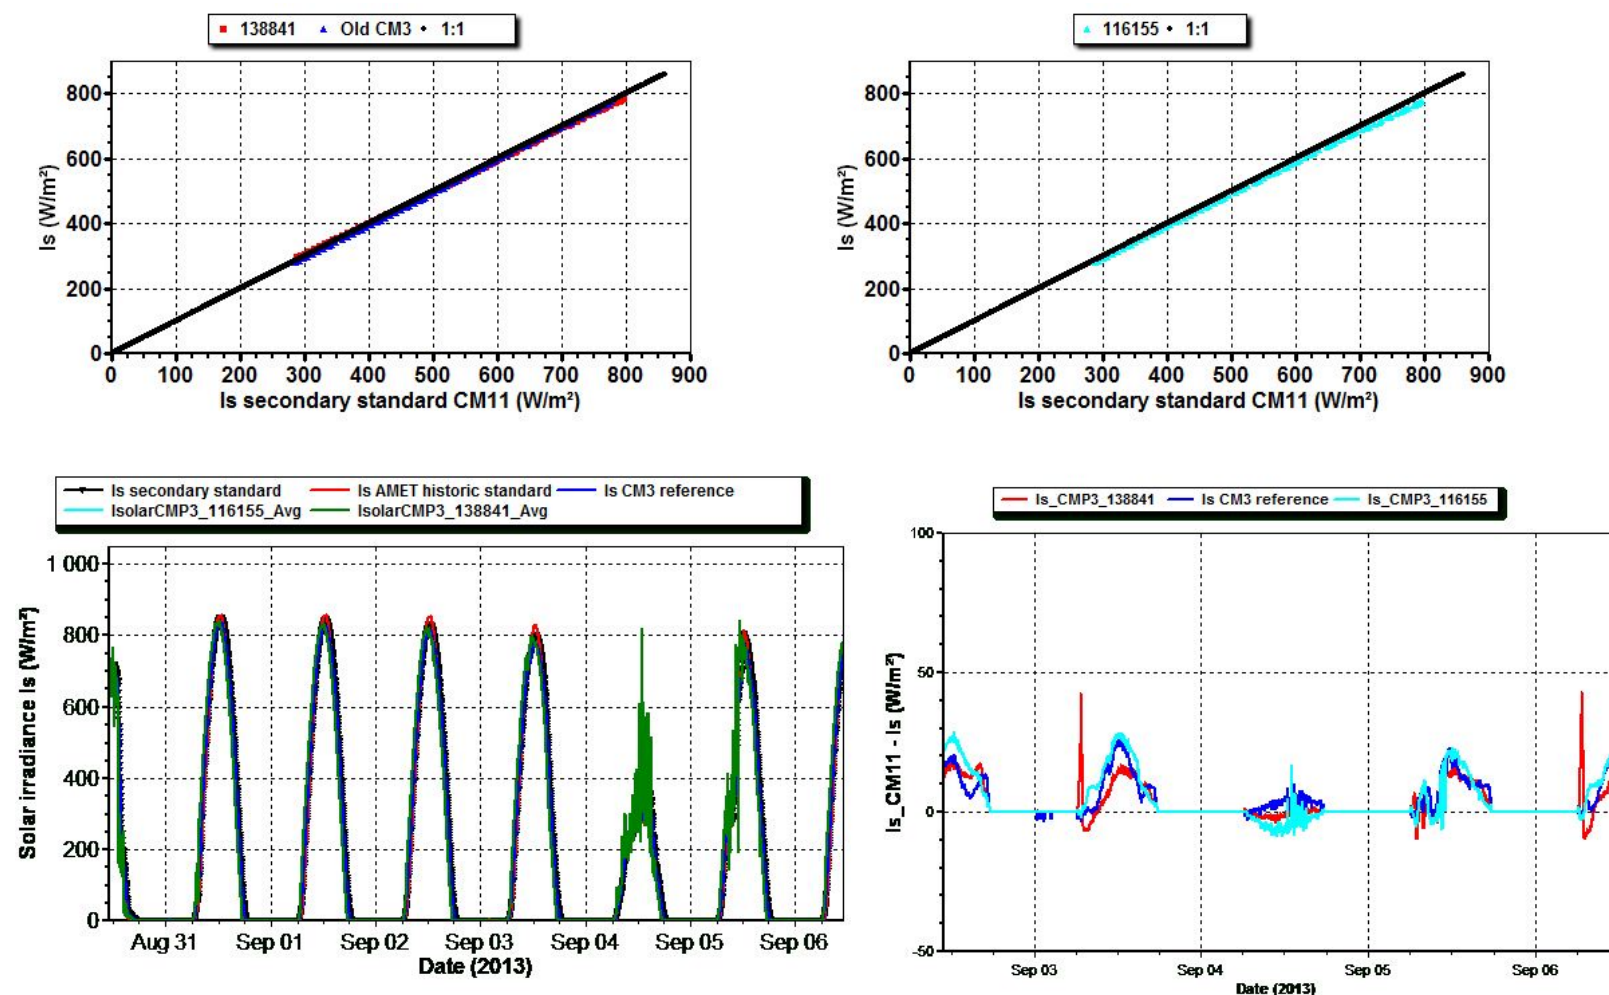 138841 Old CM3 1:1
800
600
400
200
0
Is (W/m²)
0 100 200 300 400 500 600 700 800 900
Is secondary standard CM11 (W/m²)
116155 1:1
800
600
400
200
0
Is (W/m²)
0 100 200 300 400 500 600 700 800 900
Is secondary standard CM11 (W/m²)
Is secondary standard Is AMET historic standard Is CM3 reference
IsolarCMP3_116155_Avg IsolarCMP3_138841_Avg
1 000
800
600
400
200
0
Solar irradiance Is (W/m²)
Aug 31 Sep 01 Sep 02 Sep 03 Sep 04 Sep 05 Sep 06
Date (2013)
Is_CMP3_138841 Is CM3 reference Is_CMP3_116155
100
50
0
-50
Is_CM11 - Is (W/m²)
Sep 03 Sep 04 Sep 05 Sep 06
Date (2013)